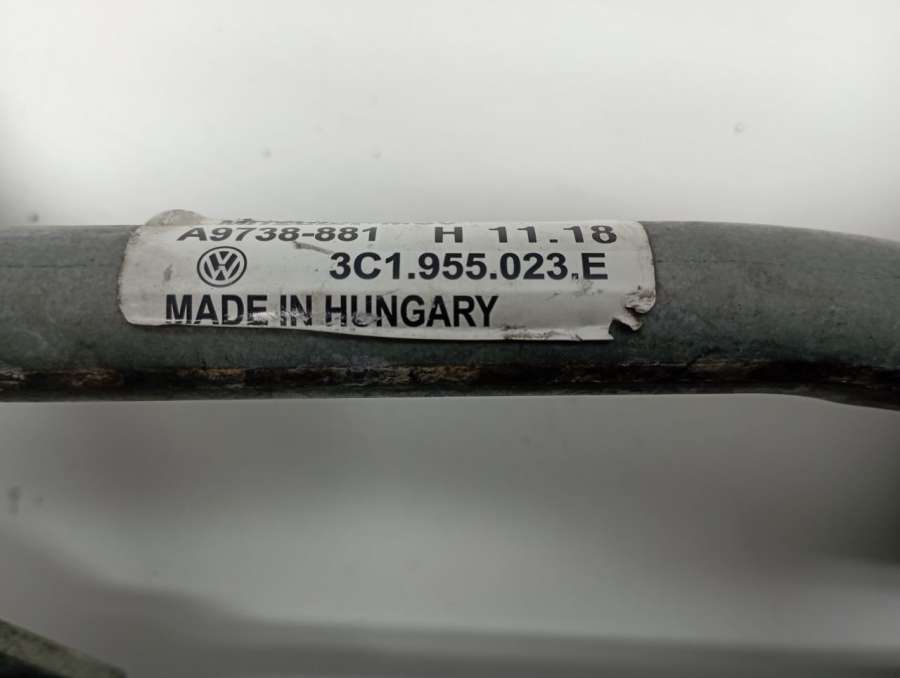 A9738-881 H 11.18
3C1.955.023.E
MADE IN HUNGARY